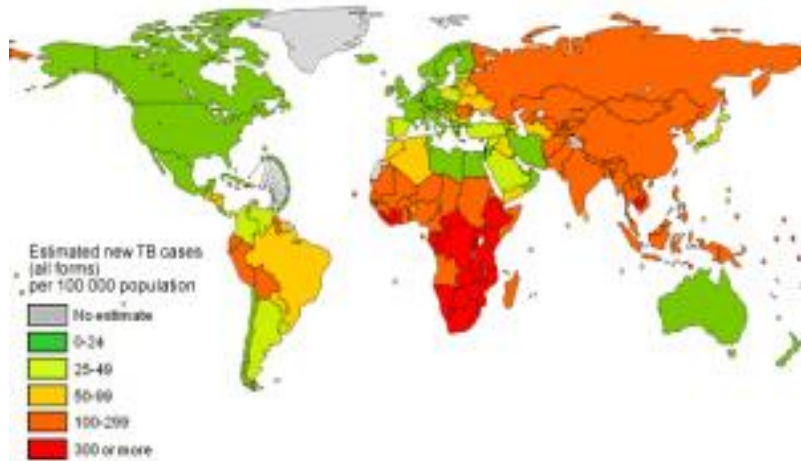 Estimated new TB cases
(all forms)
per 100 000 population
No estimate
0-24
25-49
50-99
100-299
300 or more